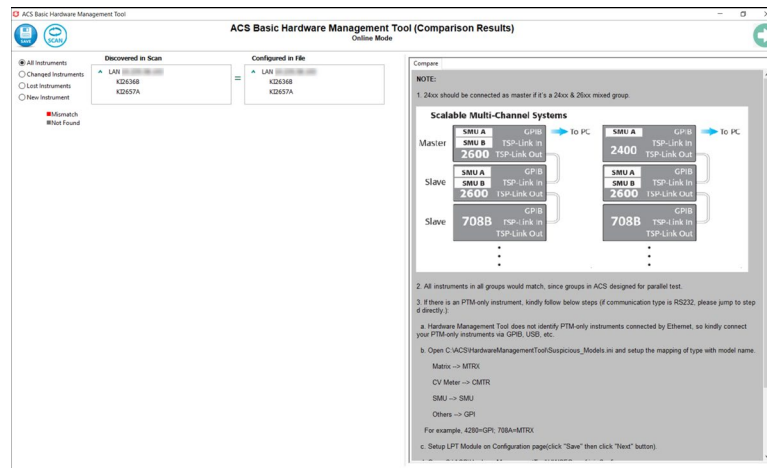 ACS Basic Hardware Management Tool
ACS Basic Hardware Management Tool (Comparison Results)
Online Mode
SAVE
SCAN
All Instruments
Changed Instruments
Lost Instruments
New Instrument
Mismatch
Not Found
Discovered in Scan
LAN
KI2636B
KI2657A
=
Configured in File
LAN
KI2636B
KI2657A
Compare
NOTE:
1. 24xx should be connected as master if it's a 24xx & 26xx mixed group.
Scalable Multi-Channel Systems
Master
SMU A GPIB To PC
SMU B TSP-Link In
2600 TSP-Link Out
SMU A GPIB To PC
TSP-Link In
2400 TSP-Link Out
Slave
SMU A GPIB
SMU B TSP-Link In
2600 TSP-Link Out
SMU A GPIB
SMU B TSP-Link In
2600 TSP-Link Out
Slave
GPIB
708B TSP-Link In
TSP-Link Out
GPIB
708B TSP-Link In
TSP-Link Out
2. All instruments in all groups would match, since groups in ACS designed for parallel test.
3. If there is an PTM-only instrument, kindly follow below steps (if communication type is RS232, please jump to step
d directly.):
a. Hardware Management Tool does not identify PTM-only instruments connected by Ethernet, so kindly connect
your PTM-only instruments via GPIB, USB, etc.
b. Open C:\ACS\HardwareManagementTool\Suspicious_Models.ini and setup the mapping of type with model name.
Matrix --> MTRX
CV Meter --> CMTR
SMU --> SMU
Others --> GPI
For example, 4280=GPI; 708A=MTRX
c. Setup LPT Module on Configuration page(click "Save" then click "Next" button).